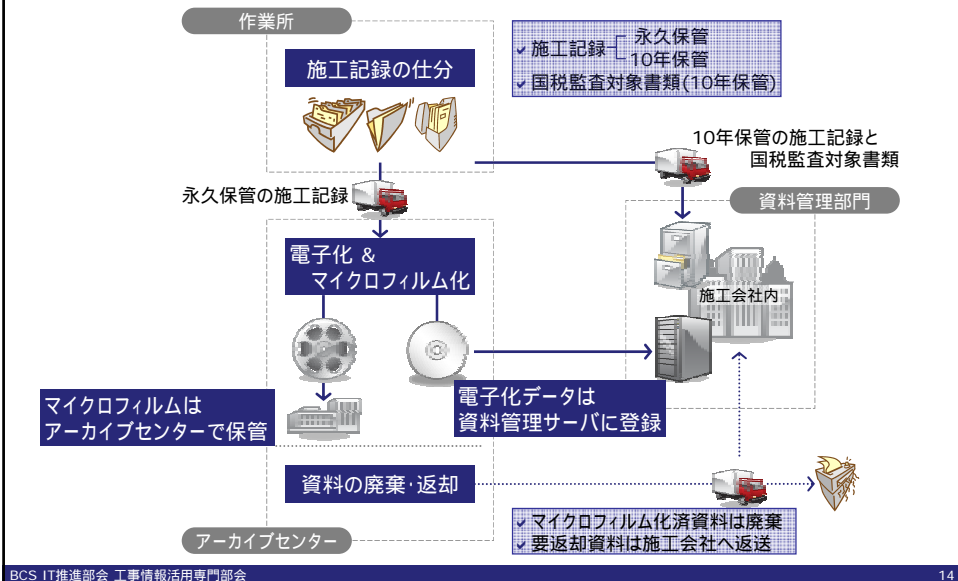 作業所
施工記録の仕分
施工記録
永久保管
10年保管
国税監査対象書類(10年保管)
10年保管の施工記録と
国税監査対象書類
永久保管の施工記録
資料管理部門
電子化 &
マイクロフィルム化
施工会社内
マイクロフィルムは
アーカイブセンターで保管
電子化データは
資料管理サーバに登録
資料の廃棄・返却
マイクロフィルム化済資料は廃棄
要返却資料は施工会社へ返送
アーカイブセンター
BCS IT推進部会 工事情報活用専門部会
14